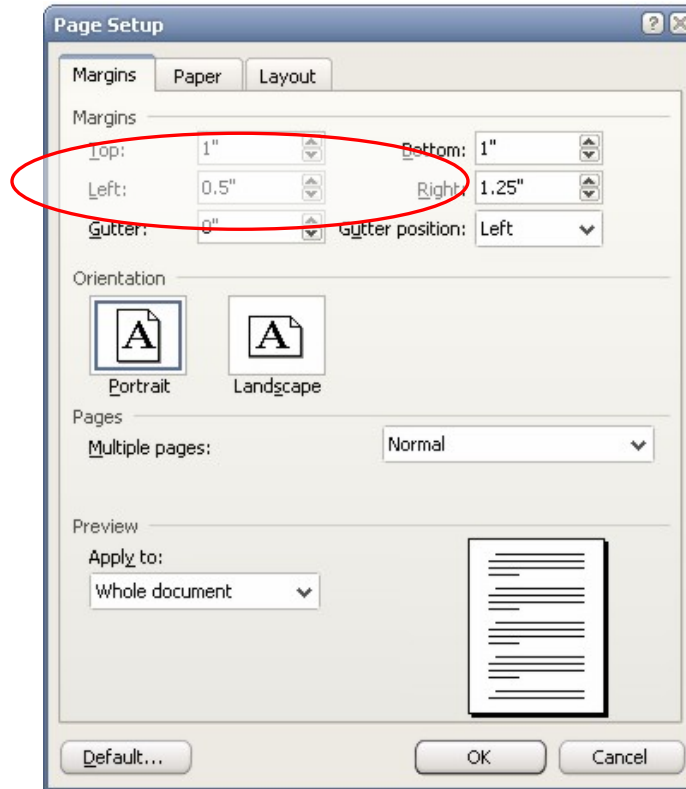 Page Setup
Margins Paper Layout
Margins
Top: 1" Bottom: 1"
Left: 0.5" Right: 1.25"
Gutter: 0" Gutter position: Left
Orientation
A A
Portrait Landscape
Pages
Multiple pages: Normal
Preview
Apply to:
Whole document
Default... OK Cancel